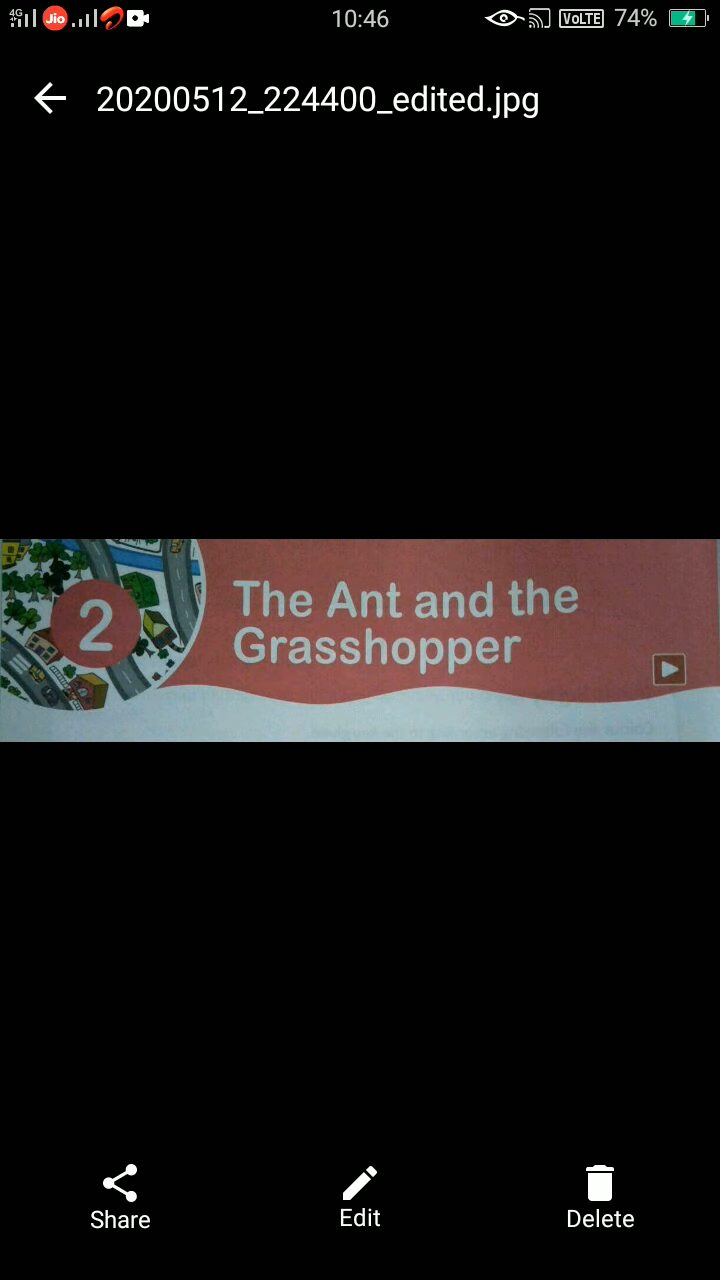 4G Jio 10:46 VoLTE 74%
20200512_224400_edited.jpg
2
The Ant and the
Grasshopper
Share Edit Delete